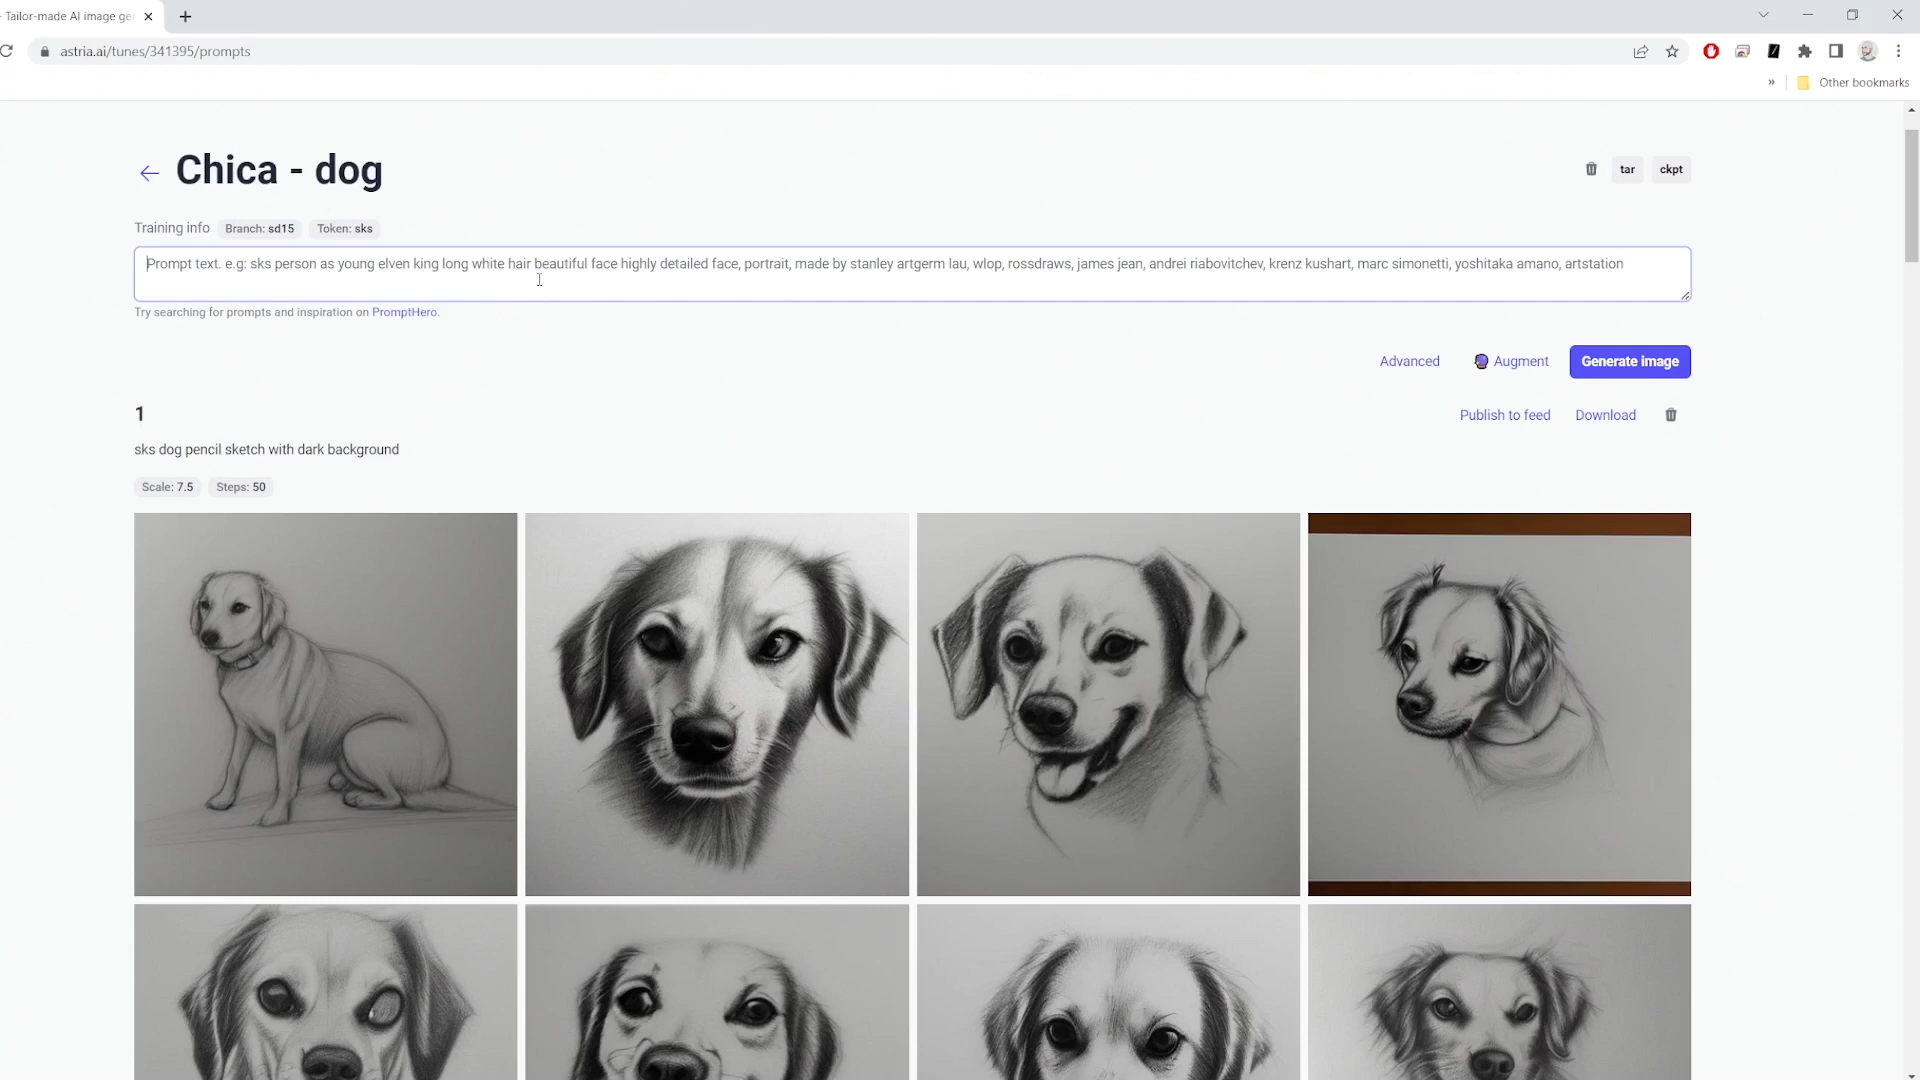 Tailor-made AI image ge
astria.ai/tunes/341395/prompts
» Other bookmarks
Chica - dog
tar ckpt
Training info Branch: sd15 Token: sks
Prompt text. e.g: sks person as young elven king long white hair beautiful face highly detailed face, portrait, made by stanley artgerm lau, wlop, rossdraws, james jean, andrei riabovitchev, krenz kushart, marc simonetti, yoshitaka amano, artstation
Try searching for prompts and inspiration on PromptHero.
Advanced Augment Generate image
1 Publish to feed Download
sks dog pencil sketch with dark background
Scale: 7.5 Steps: 50